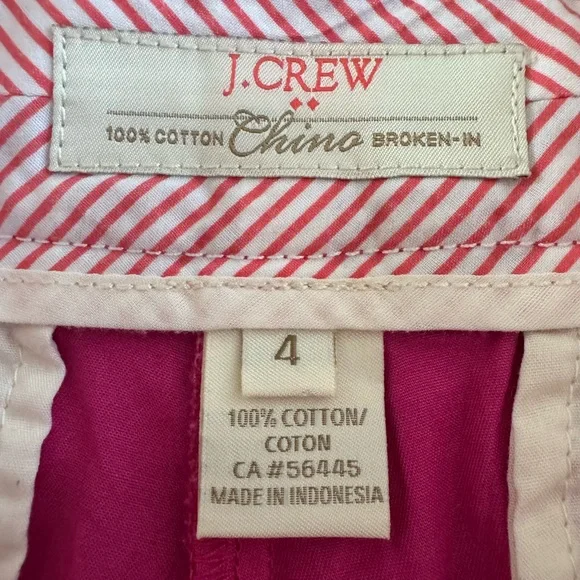 J.CREW
100% COTTON Chino BROKEN-IN
4
100% COTTON/
COTON
CA #56445
MADE IN INDONESIA